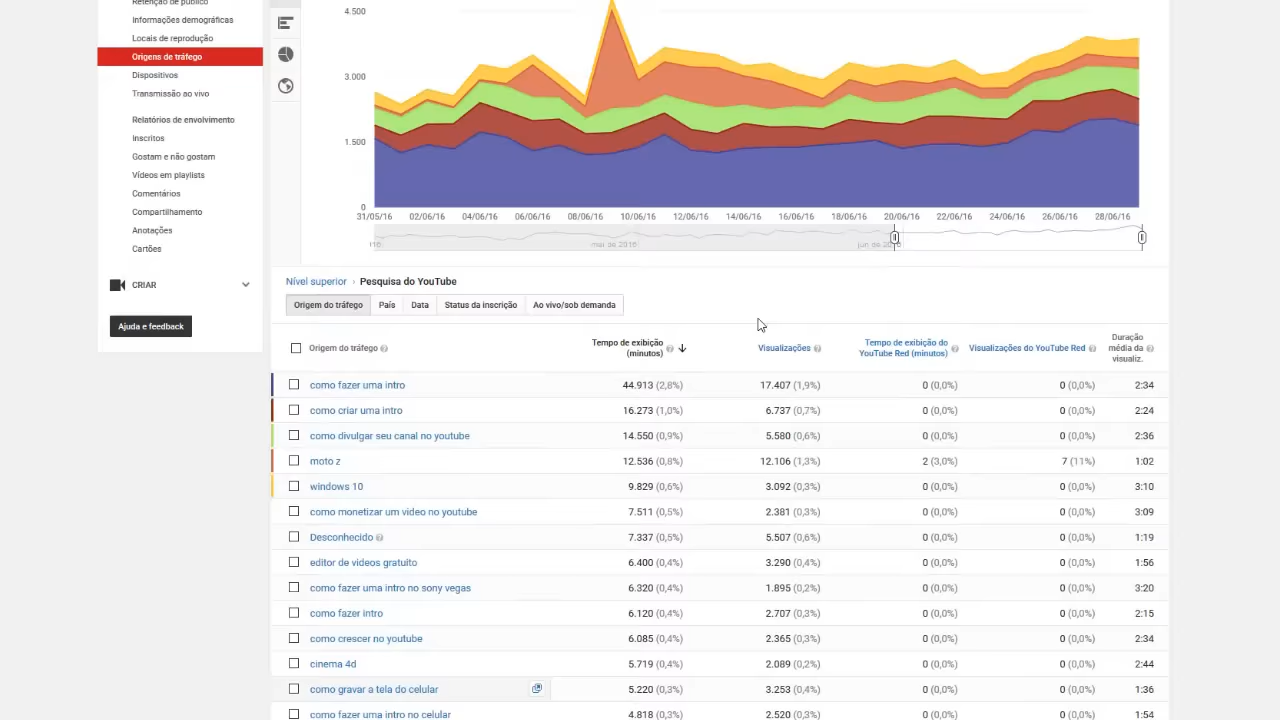 Retenção de público
Informações demográficas
Locais de reprodução
Origens de tráfego
Dispositivos
Transmissão ao vivo
Relatórios de envolvimento
Inscritos
Gostam e não gostam
Vídeos em playlists
Comentários
Compartilhamento
Anotações
Cartões
CRIAR
Ajuda e feedback
4.500
3.000
1.500
0
31/05/16 02/06/16 04/06/16 06/06/16 08/06/16 10/06/16 12/06/16 14/06/16 16/06/16 18/06/16 20/06/16 22/06/16 24/06/16 26/06/16 28/06/16
mai de 2016
Nível superior › Pesquisa do YouTube
Origem do tráfego País Data Status da inscrição Ao vivo/sob demanda
Origem do tráfego Tempo de exibição (minutos) Visualizações Tempo de exibição do YouTube Red (minutos) Visualizações do YouTube Red Duração média da visualiz.
como fazer uma intro 44.913 (2,8%) 17.407 (1,9%) 0 (0,0%) 0 (0,0%) 2:34
como criar uma intro 16.273 (1,0%) 6.737 (0,7%) 0 (0,0%) 0 (0,0%) 2:24
como divulgar seu canal no youtube 14.550 (0,9%) 5.580 (0,6%) 0 (0,0%) 0 (0,0%) 2:36
moto z 12.536 (0,8%) 12.106 (1,3%) 2 (3,0%) 7 (11%) 1:02
windows 10 9.829 (0,6%) 3.092 (0,3%) 0 (0,0%) 0 (0,0%) 3:10
como monetizar um video no youtube 7.511 (0,5%) 2.381 (0,3%) 0 (0,0%) 0 (0,0%) 3:09
Desconhecido 7.337 (0,5%) 5.507 (0,6%) 0 (0,0%) 0 (0,0%) 1:19
editor de videos gratuito 6.400 (0,4%) 3.290 (0,4%) 0 (0,0%) 0 (0,0%) 1:56
como fazer uma intro no sony vegas 6.320 (0,4%) 1.895 (0,2%) 0 (0,0%) 0 (0,0%) 3:20
como fazer intro 6.120 (0,4%) 2.707 (0,3%) 0 (0,0%) 0 (0,0%) 2:15
como crescer no youtube 6.085 (0,4%) 2.365 (0,3%) 0 (0,0%) 0 (0,0%) 2:34
cinema 4d 5.719 (0,4%) 2.089 (0,2%) 0 (0,0%) 0 (0,0%) 2:44
como gravar a tela do celular 5.220 (0,3%) 3.253 (0,4%) 0 (0,0%) 0 (0,0%) 1:36
como fazer uma intro no celular 4.818 (0,3%) 2.520 (0,3%) 0 (0,0%) 0 (0,0%) 1:54